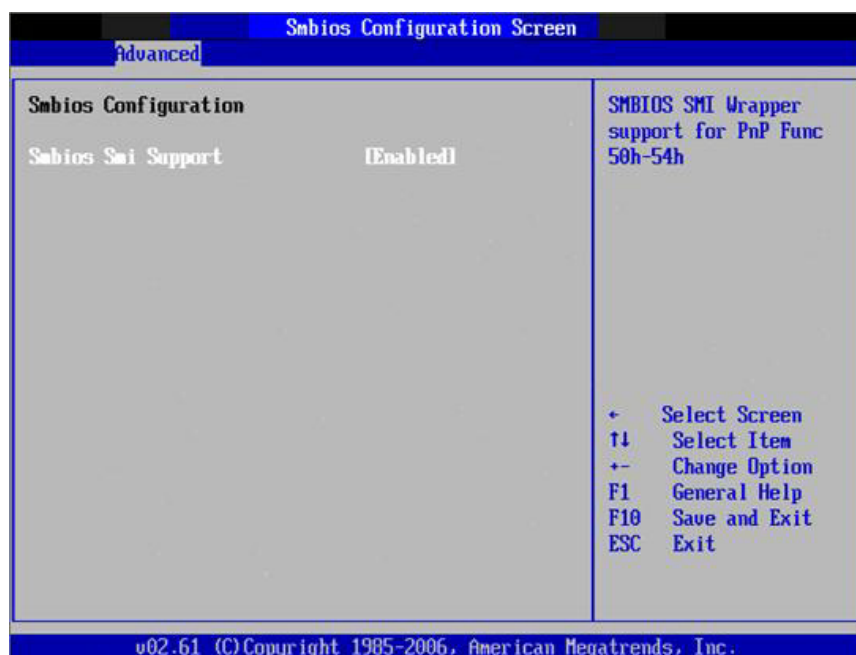 Smbios Configuration Screen
Advanced
Smbios Configuration
Smbios Smi Support [Enabled]
SMBIOS SMI Wrapper
support for PnP Func
50h-54h
← Select Screen
↑↓ Select Item
+- Change Option
F1 General Help
F10 Save and Exit
ESC Exit
v02.61 (C)Copyright 1985-2006, American Megatrends, Inc.